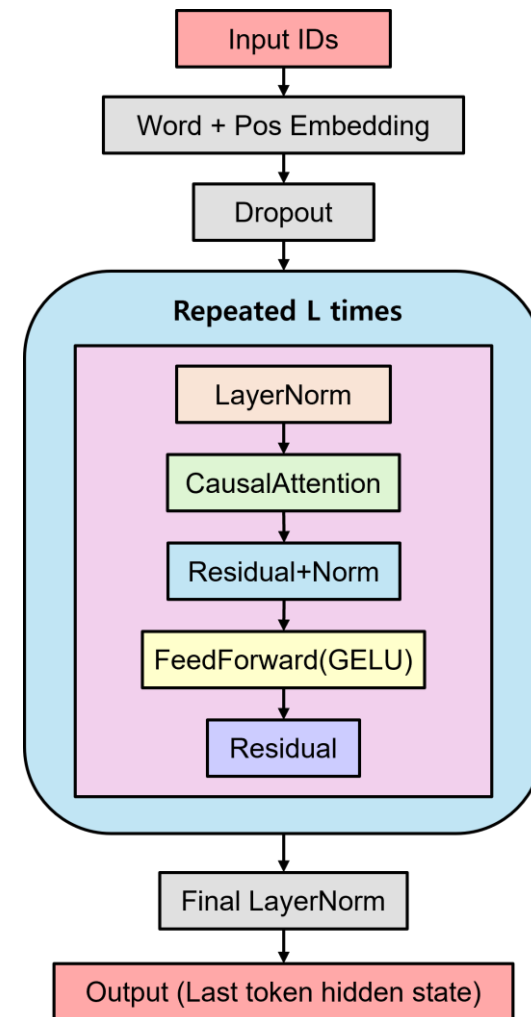 Input IDs
Word + Pos Embedding
Dropout
Repeated L times
LayerNorm
CausalAttention
Residual+Norm
FeedForward(GELU)
Residual
Final LayerNorm
Output (Last token hidden state)